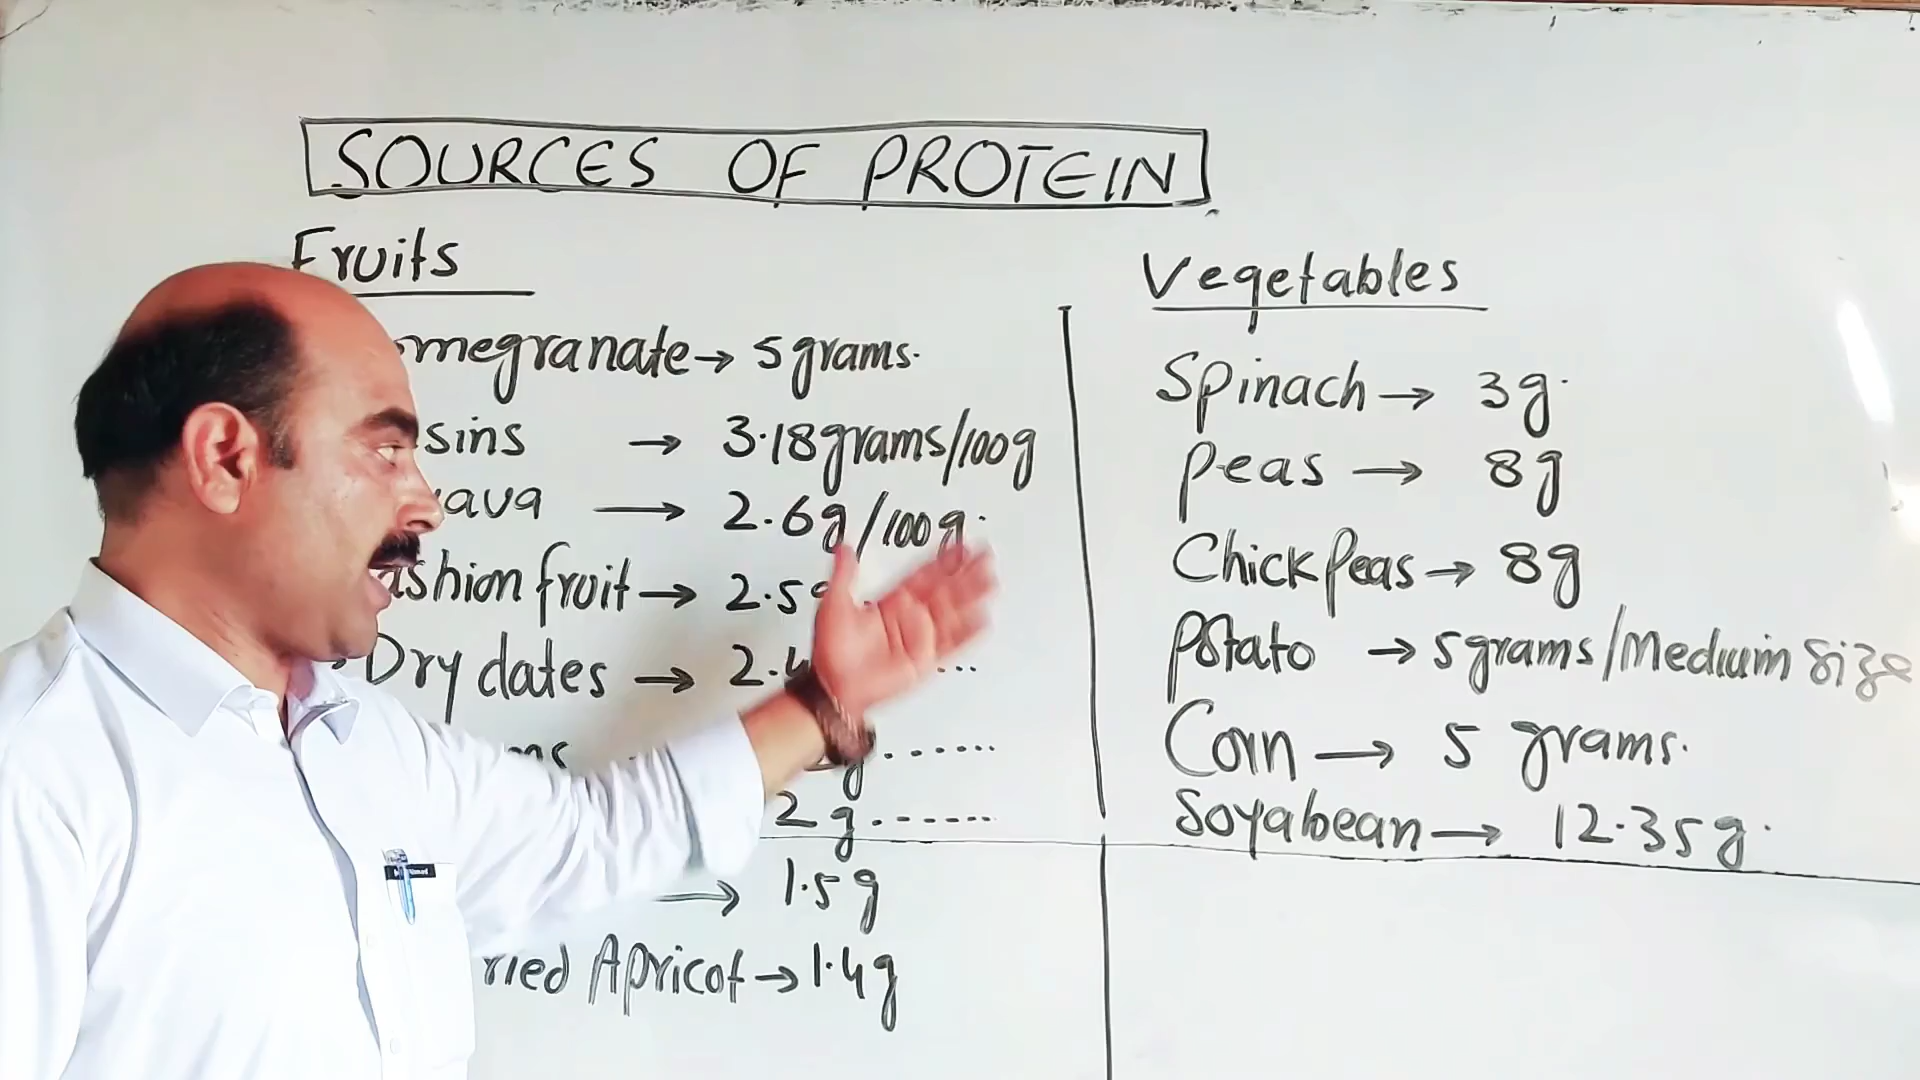 SOURCES OF PROTEIN
Fruits
megranate → 5 grams.
sins → 3.18 grams/100g
ava → 2.6g/100g.
ashion fruit → 2.5
Dry dates → 2.4
g.......
2g.......
→ 1.5g
ried Apricot → 1.4g
Vegetables
Spinach → 3g.
Peas → 8g
Chick Peas → 8g
Potato → 5 grams/Medium Size
Corn → 5 grams.
Soyabean → 12.35g.